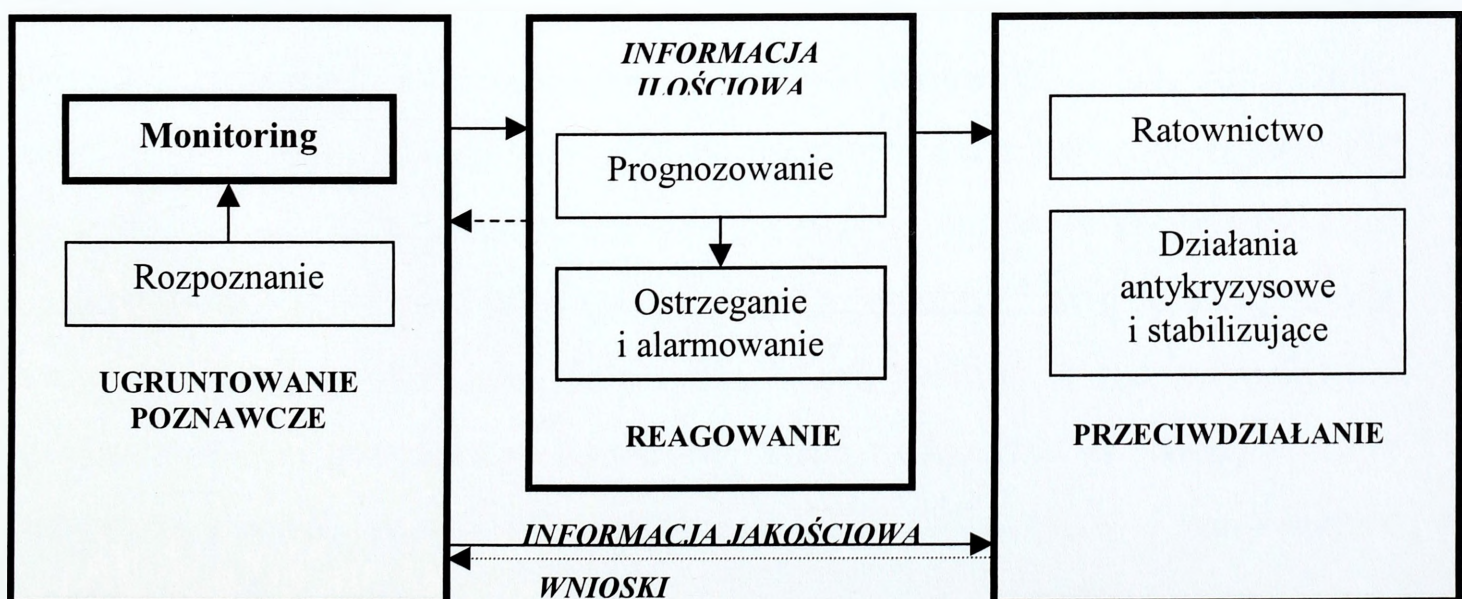 Monitoring
Rozpoznanie
UGRUNTOWANIE
POZNAWCZE
INFORMACJA
ILOŚCIOWA
Prognozowanie
Ostrzeganie
i alarmowanie
REAGOWANIE
Ratownictwo
Działania
antykryzysowe
i stabilizujące
PRZECIWDZIAŁANIE
INFORMACJA JAKOŚCIOWA
WNIOSKI